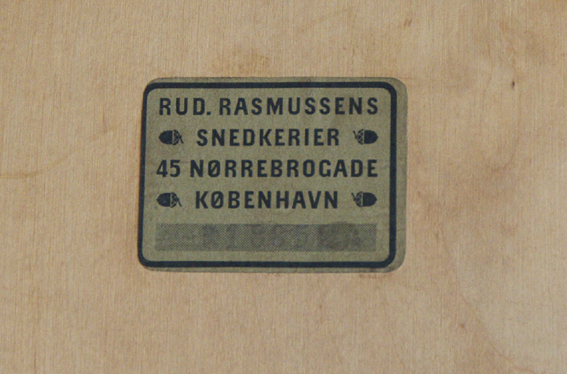 RUD. RASMUSSENS
SNEDKERIER
45 NØRREBROGADE
KØBENHAVN